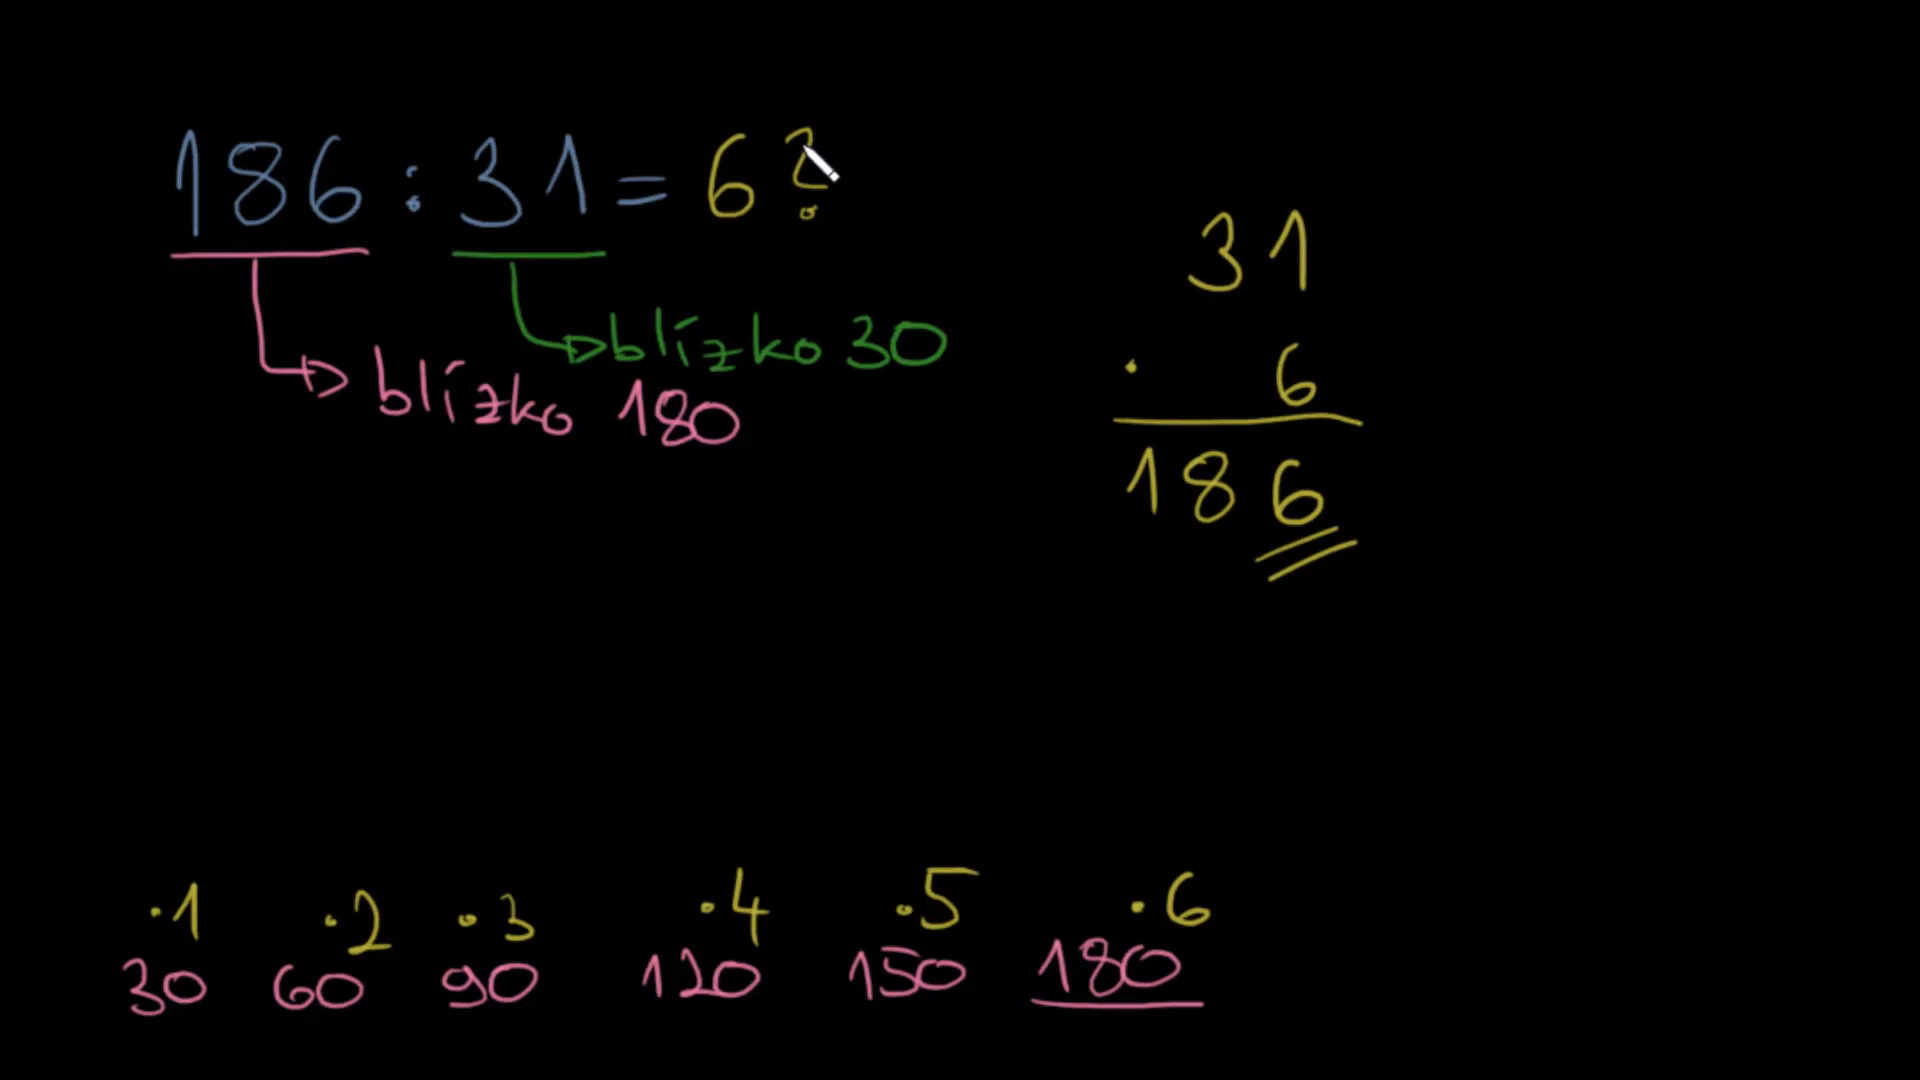 186 : 31 = 6 ?
blízko 30
blízko 180
31
· 6
186
·1 ·2 ·3 ·4 ·5 ·6
30 60 90 120 150 180